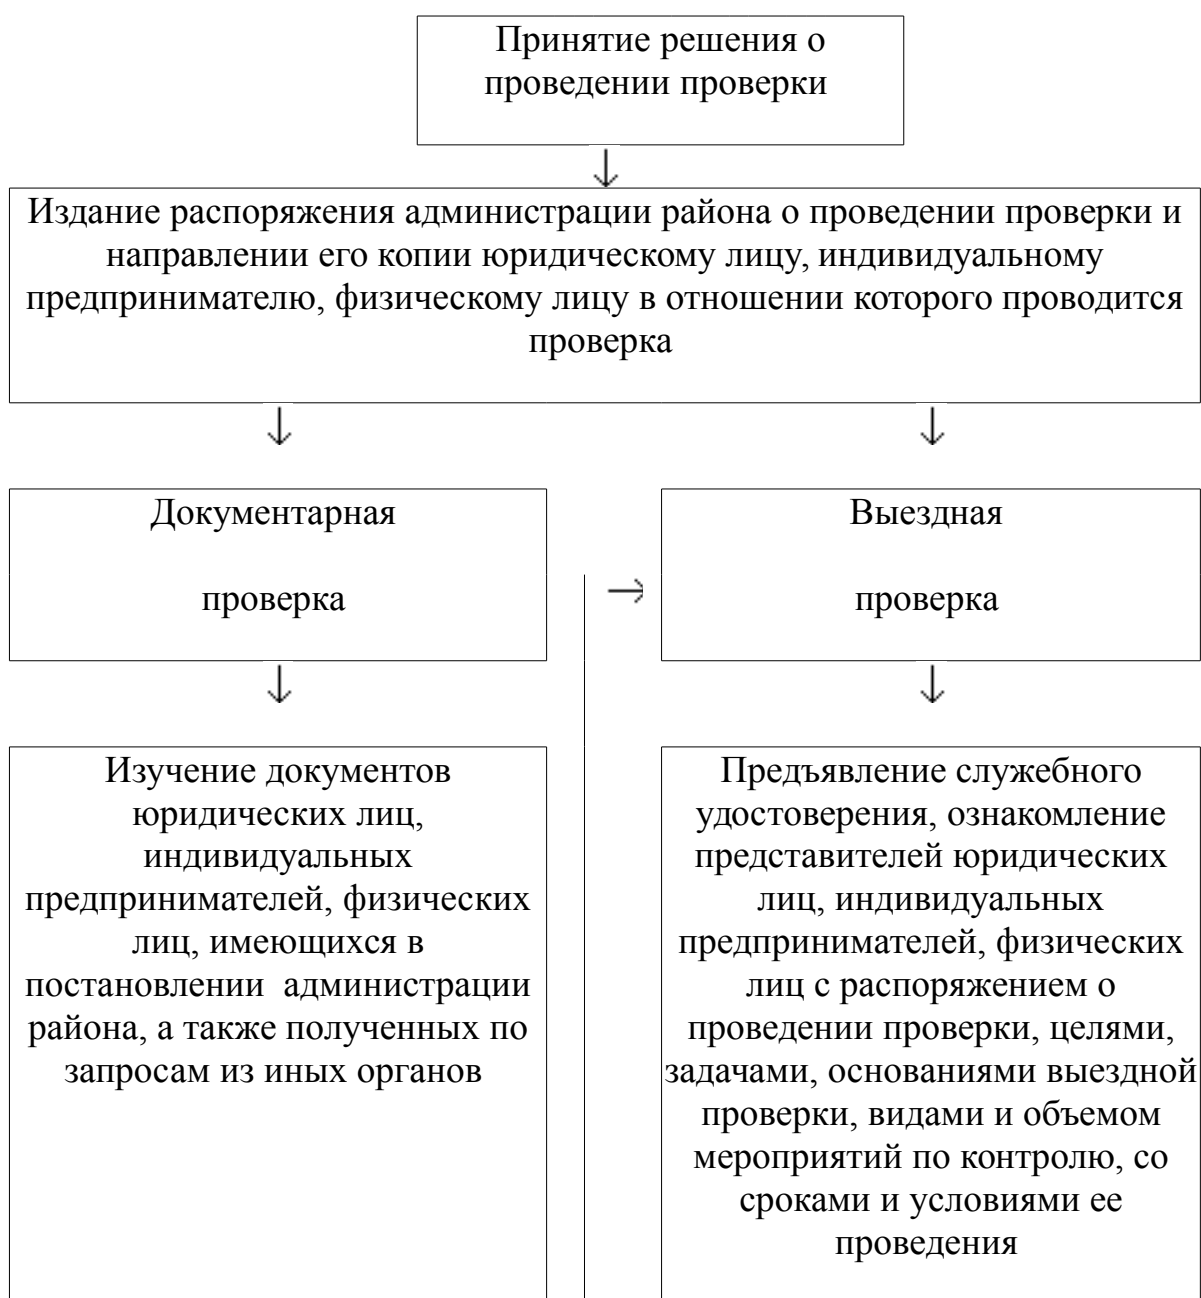 Принятие решения о
проведении проверки
Издание распоряжения администрации района о проведении проверки и
направлении его копии юридическому лицу, индивидуальному
предпринимателю, физическому лицу в отношении которого проводится
проверка
Документарная
проверка
Выездная
проверка
Изучение документов
юридических лиц,
индивидуальных
предпринимателей, физических
лиц, имеющихся в
постановлении  администрации
района, а также полученных по
запросам из иных органов
Предъявление служебного
удостоверения, ознакомление
представителей юридических
лиц, индивидуальных
предпринимателей, физических
лиц с распоряжением о
проведении проверки, целями,
задачами, основаниями выездной
проверки, видами и объемом
мероприятий по контролю, со
сроками и условиями ее
проведения